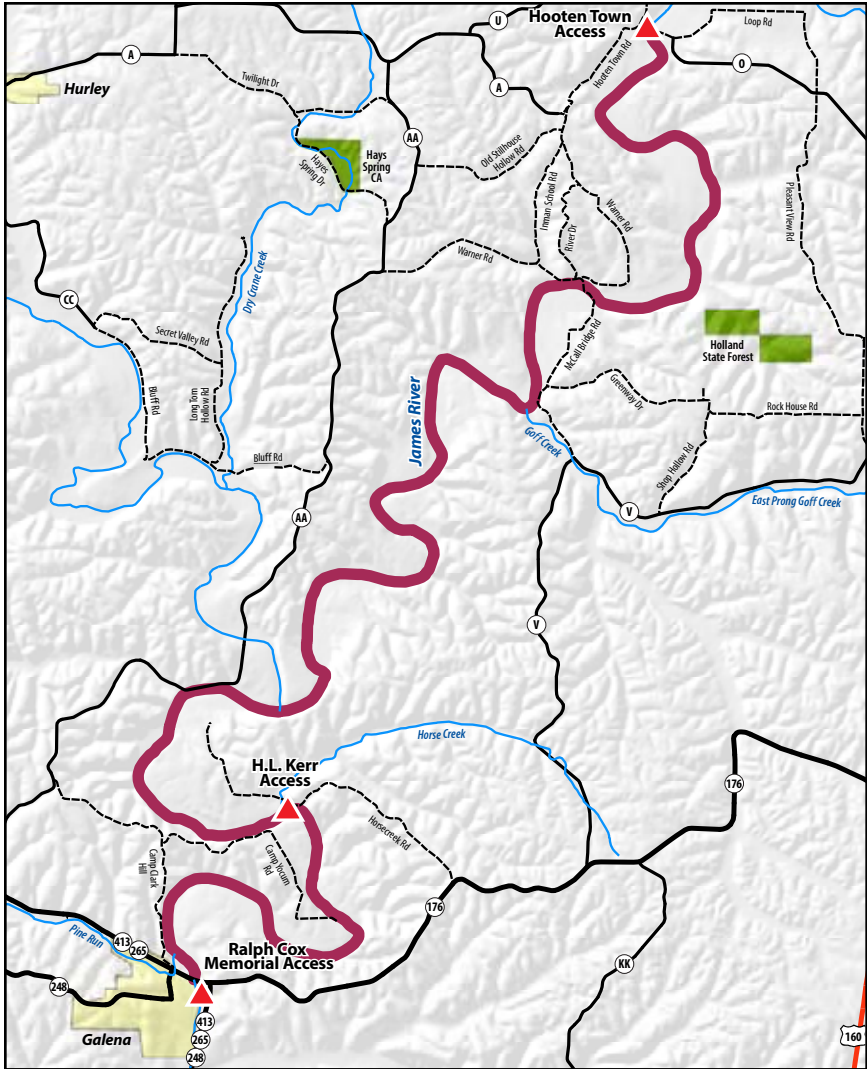 Hooten Town
Access
U
Loop Rd
A
Hurley
Twilight Dr
Hooten Town Rd
O
A
AA
Hays
Spring
CA
Hayes
Spring Dr
Old Stillhouse
Hollow Rd
Inman School Rd
River Dr
Warner Rd
Pleasant View Rd
Warner Rd
Dry Crane Creek
CC
Secret Valley Rd
McCall Bridge Rd
Holland
State Forest
Bluff Rd
Long Tom
Hollow Rd
James River
Greenway Dr
Rock House Rd
Goff Creek
Bluff Rd
Shop Hollow Rd
East Prong Goff Creek
AA
V
V
Horse Creek
H.L. Kerr
Access
176
Horsecreek Rd
Camp Clark
Hill
Camp Yocum
Rd
176
Pine Run
413
265
Ralph Cox
Memorial Access
KK
248
413
265
248
Galena
160